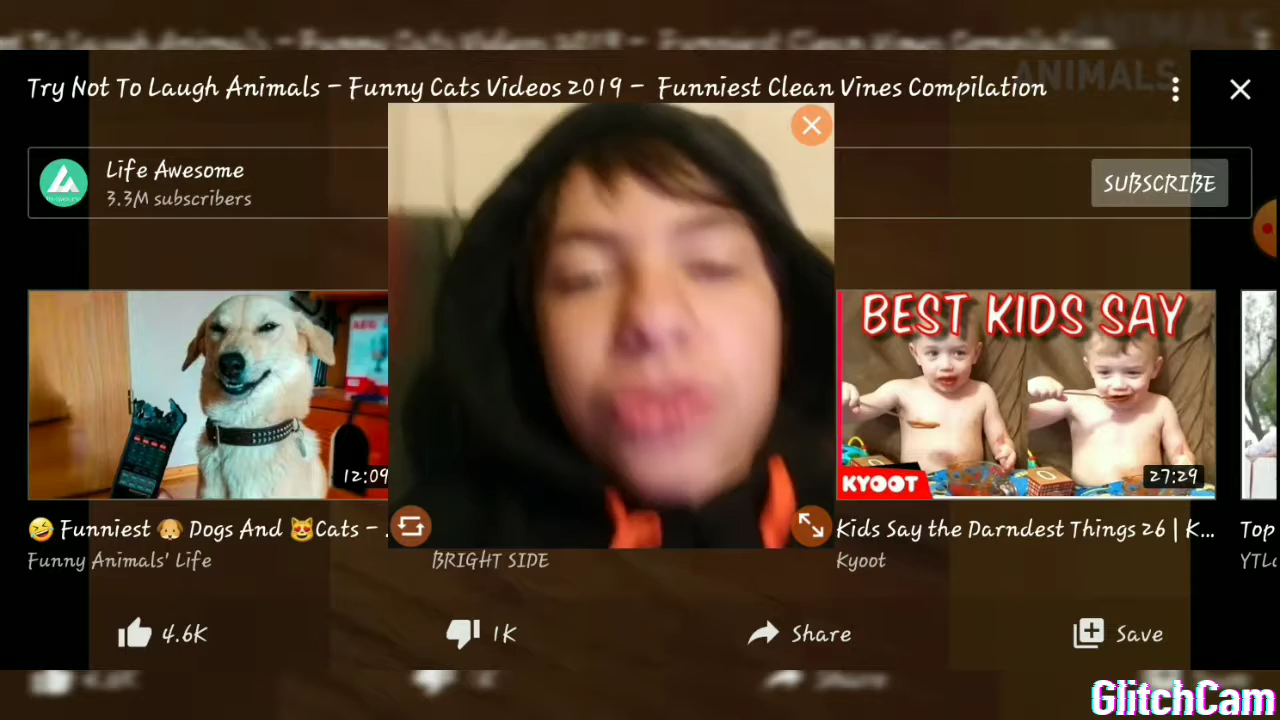 Try Not To Laugh Animals – Funny Cats Videos 2019 – Funniest Clean Vines Compilation
ANIMALS
Life Awesome
3.3M subscribers
SUBSCRIBE
AEG
12:09
BEST KIDS SAY
KYOOT
27:29
🤣 Funniest 🐶 Dogs And 😻Cats –
Funny Animals' Life
BRIGHT SIDE
Kids Say the Darndest Things 26 | K...
Kyoot
Top
4.6K
1K
Share
Save
GlitchCam